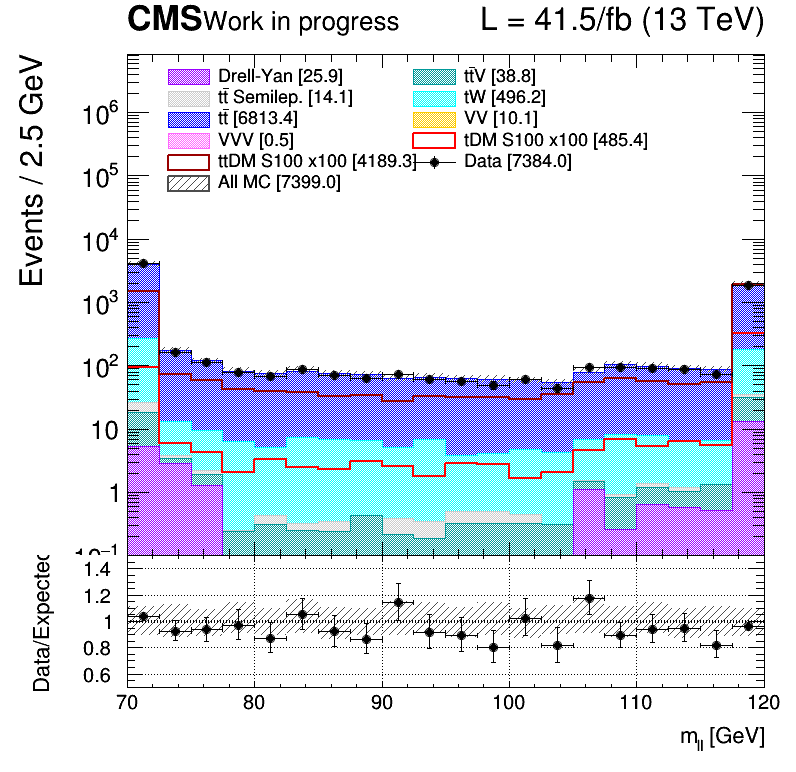 CMS Work in progress L = 41.5/fb (13 TeV)
Events / 2.5 GeV
Drell-Yan [25.9] tt̄V [38.8]
tt̄ Semilep. [14.1] tW [496.2]
tt̄ [6813.4] VV [10.1]
VVV [0.5] tDM S100 x100 [485.4]
ttDM S100 x100 [4189.3] Data [7384.0]
All MC [7399.0]
10⁶
10⁵
10⁴
10³
10²
10
1
10⁻¹
Data/Expected
1.4
1.2
1
0.8
0.6
70 80 90 100 110 120
m_ll [GeV]